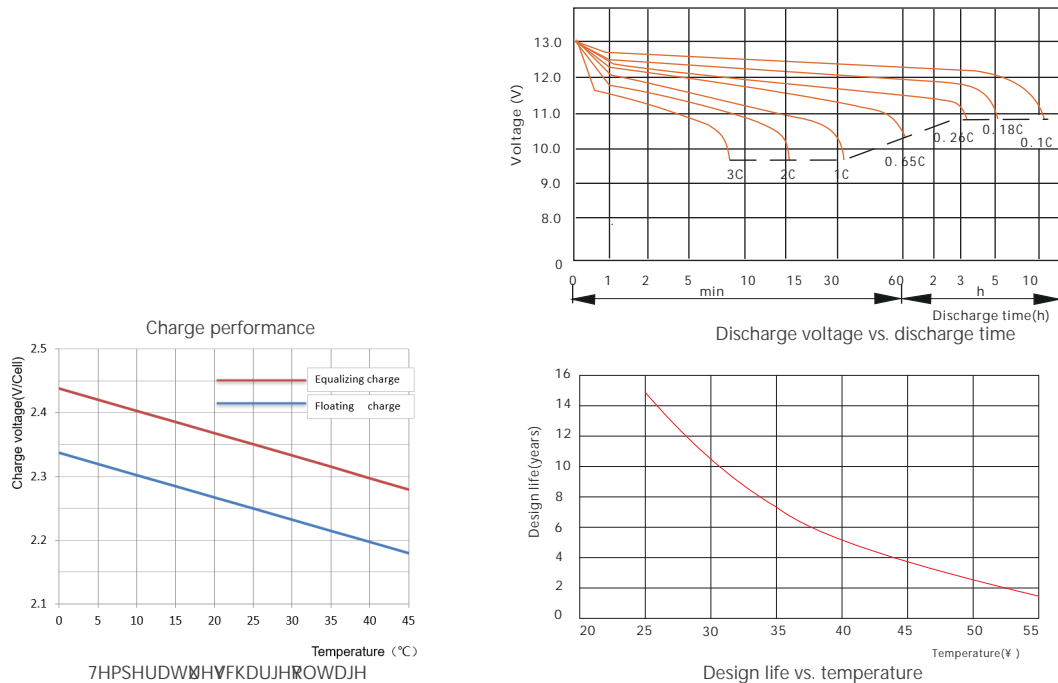 13.0
12.0
11.0
10.0
9.0
8.0
0
Voltage (V)
3C
2C
1C
0.65C
0.26C
0.18C
0.1C
0 1 2 5 10 15 30 60 2 3 5 10
min
h
Discharge time(h)
Discharge voltage vs. discharge time
Charge performance
2.5
2.4
2.3
2.2
2.1
Charge voltage(V/Cell)
Equalizing charge
Floating charge
0 5 10 15 20 25 30 35 40 45
Temperature (℃)
16
14
12
10
8
6
4
2
0
Design life(years)
20 25 30 35 40 45 50 55
Temperature(¥ )
Design life vs. temperature